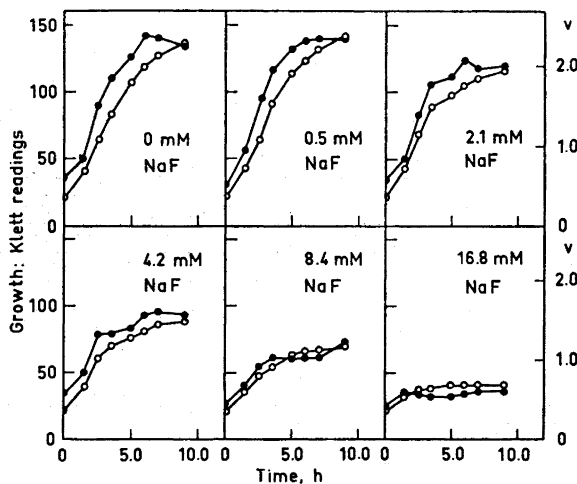 Growth: Klett readings
150
100
50
0
0 mM
NaF
0.5 mM
NaF
2.1 mM
NaF
v
2.0
1.0
0
100
50
0
4.2 mM
NaF
8.4 mM
NaF
16.8 mM
NaF
v
2.0
1.0
0
0 5.0 10.0 0 5.0 10.0 0 5.0 10.0
Time, h